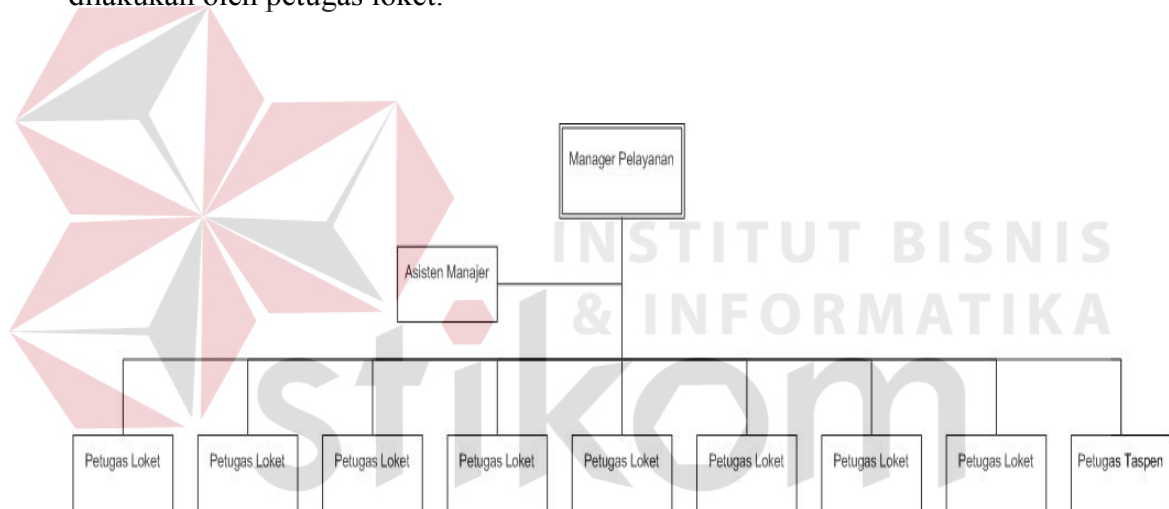 dilakukan oleh petugas loket.
Manager Pelayanan
INSTITUT BISNIS
Asisten Manajer
& INFORMATIKA
stikom
Petugas Loket
Petugas Loket
Petugas Loket
Petugas Loket
Petugas Loket
Petugas Loket
Petugas Loket
Petugas Loket
Petugas Taspen